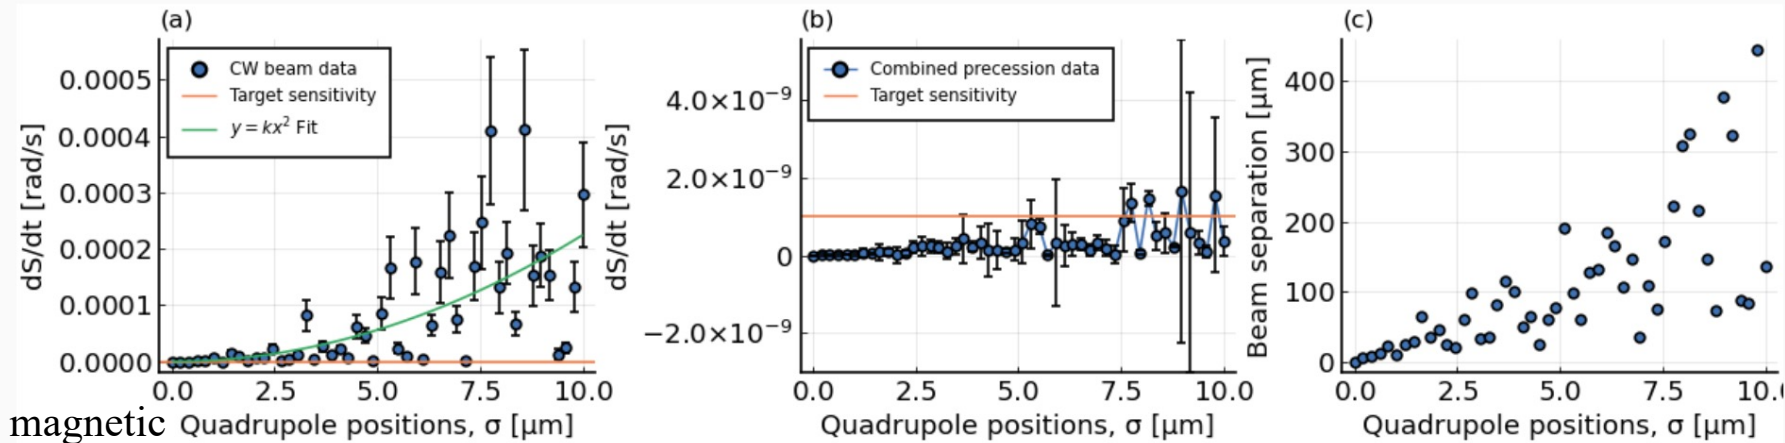 (a)
CW beam data
Target sensitivity
y = kx² Fit
dS/dt [rad/s]
0.0005
0.0004
0.0003
0.0002
0.0001
0.0000
0.0 2.5 5.0 7.5 10.0
Quadrupole positions, σ [μm]
(b)
Combined precession data
Target sensitivity
dS/dt [rad/s]
4.0×10⁻⁹
2.0×10⁻⁹
0
−2.0×10⁻⁹
0.0 2.5 5.0 7.5 10.0
Quadrupole positions, σ [μm]
(c)
Beam separation [μm]
400
300
200
100
0
0.0 2.5 5.0 7.5 10.
Quadrupole positions, σ [μm]
magnetic